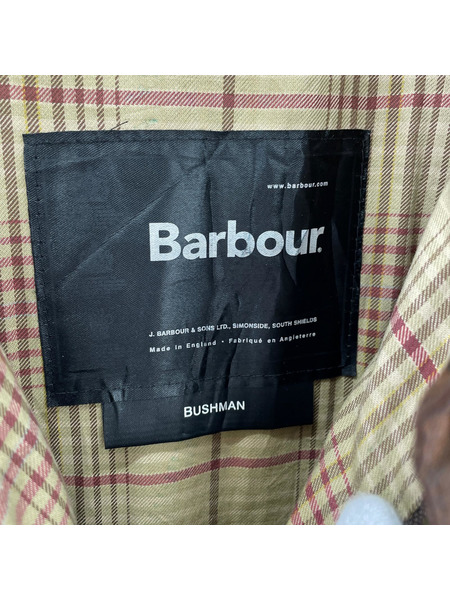 www.barbour.com
Barbour.
J. BARBOUR & SONS LTD., SIMONSIDE, SOUTH SHIELDS
Made in England · Fabriqué en Angleterre
BUSHMAN